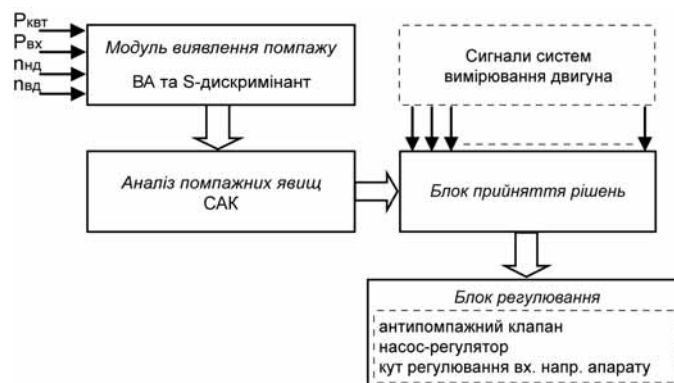 Pквт
Pвх
nнд
nвд
Модуль виявлення помпажу
ВА та S-дискримінант
Сигнали систем
вимірювання двигуна
Аналіз помпажних явищ
САК
Блок прийняття рішень
Блок регулювання
антипомпажний клапан
насос-регулятор
кут регулювання вх. напр. апарату